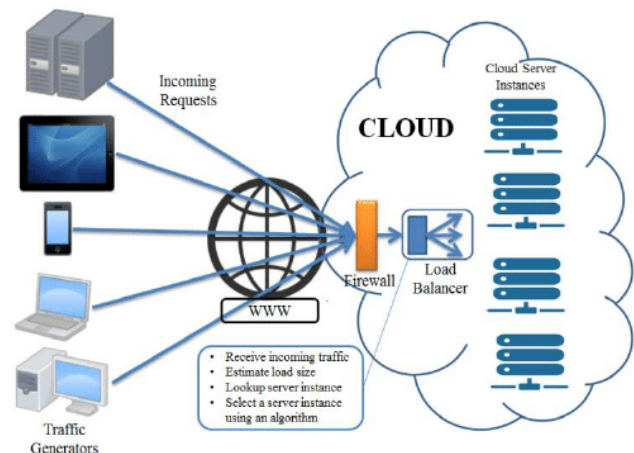 Incoming
Requests
CLOUD
Cloud Server
Instances
Firewall
Load
Balancer
WWW
• Receive incoming traffic
• Estimate load size
• Lookup server instance
• Select a server instance
using an algorithm
Traffic
Generators